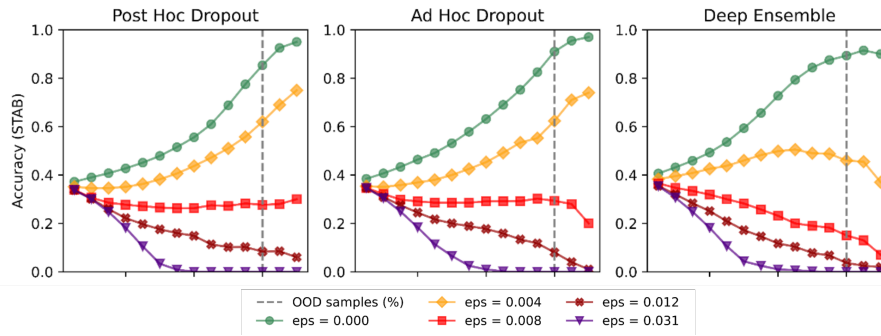 Post Hoc Dropout
Ad Hoc Dropout
Deep Ensemble
Accuracy (STAB)
1.0
0.8
0.6
0.4
0.2
0.0
1.0
0.8
0.6
0.4
0.2
0.0
1.0
0.8
0.6
0.4
0.2
0.0
OOD samples (%)
eps = 0.000
eps = 0.004
eps = 0.008
eps = 0.012
eps = 0.031